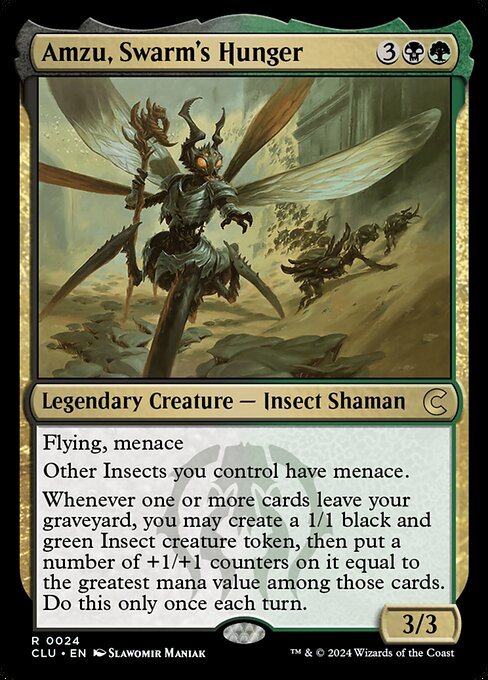 Amzu, Swarm's Hunger 3
Legendary Creature — Insect Shaman
Flying, menace
Other Insects you control have menace.
Whenever one or more cards leave your
graveyard, you may create a 1/1 black and
green Insect creature token, then put a
number of +1/+1 counters on it equal to
the greatest mana value among those cards.
Do this only once each turn.
3/3
R 0024
CLU • EN SLAWOMIR MANIAK
™ & © 2024 Wizards of the Coast